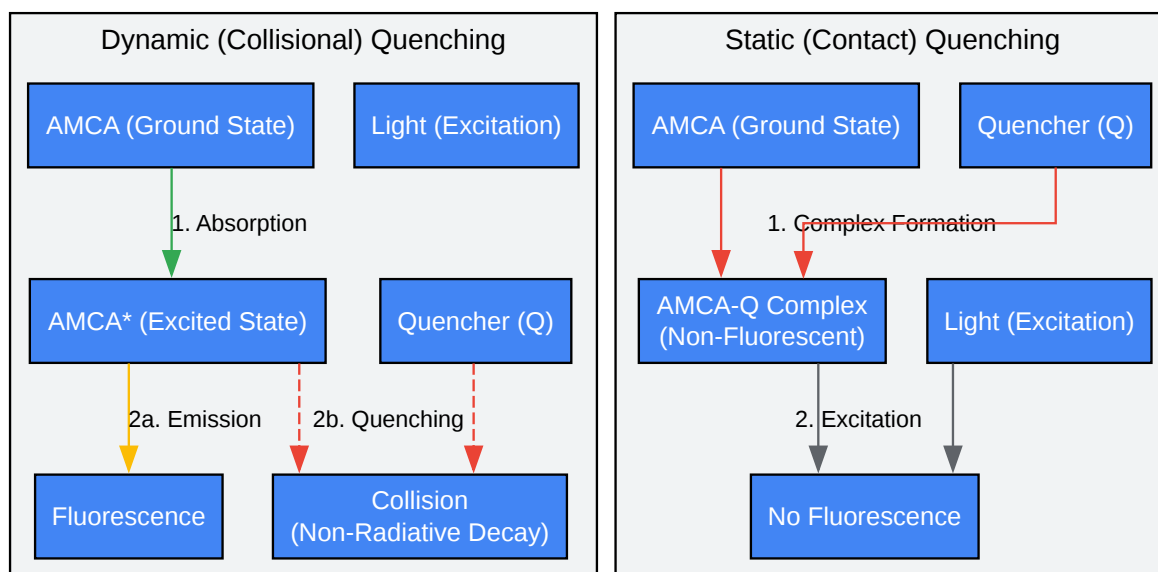 Dynamic (Collisional) Quenching
AMCA (Ground State)
Light (Excitation)
1. Absorption
AMCA* (Excited State)
Quencher (Q)
2a. Emission
2b. Quenching
Fluorescence
Collision
(Non-Radiative Decay)
Static (Contact) Quenching
AMCA (Ground State)
Quencher (Q)
1. Complex Formation
AMCA-Q Complex
(Non-Fluorescent)
Light (Excitation)
2. Excitation
No Fluorescence